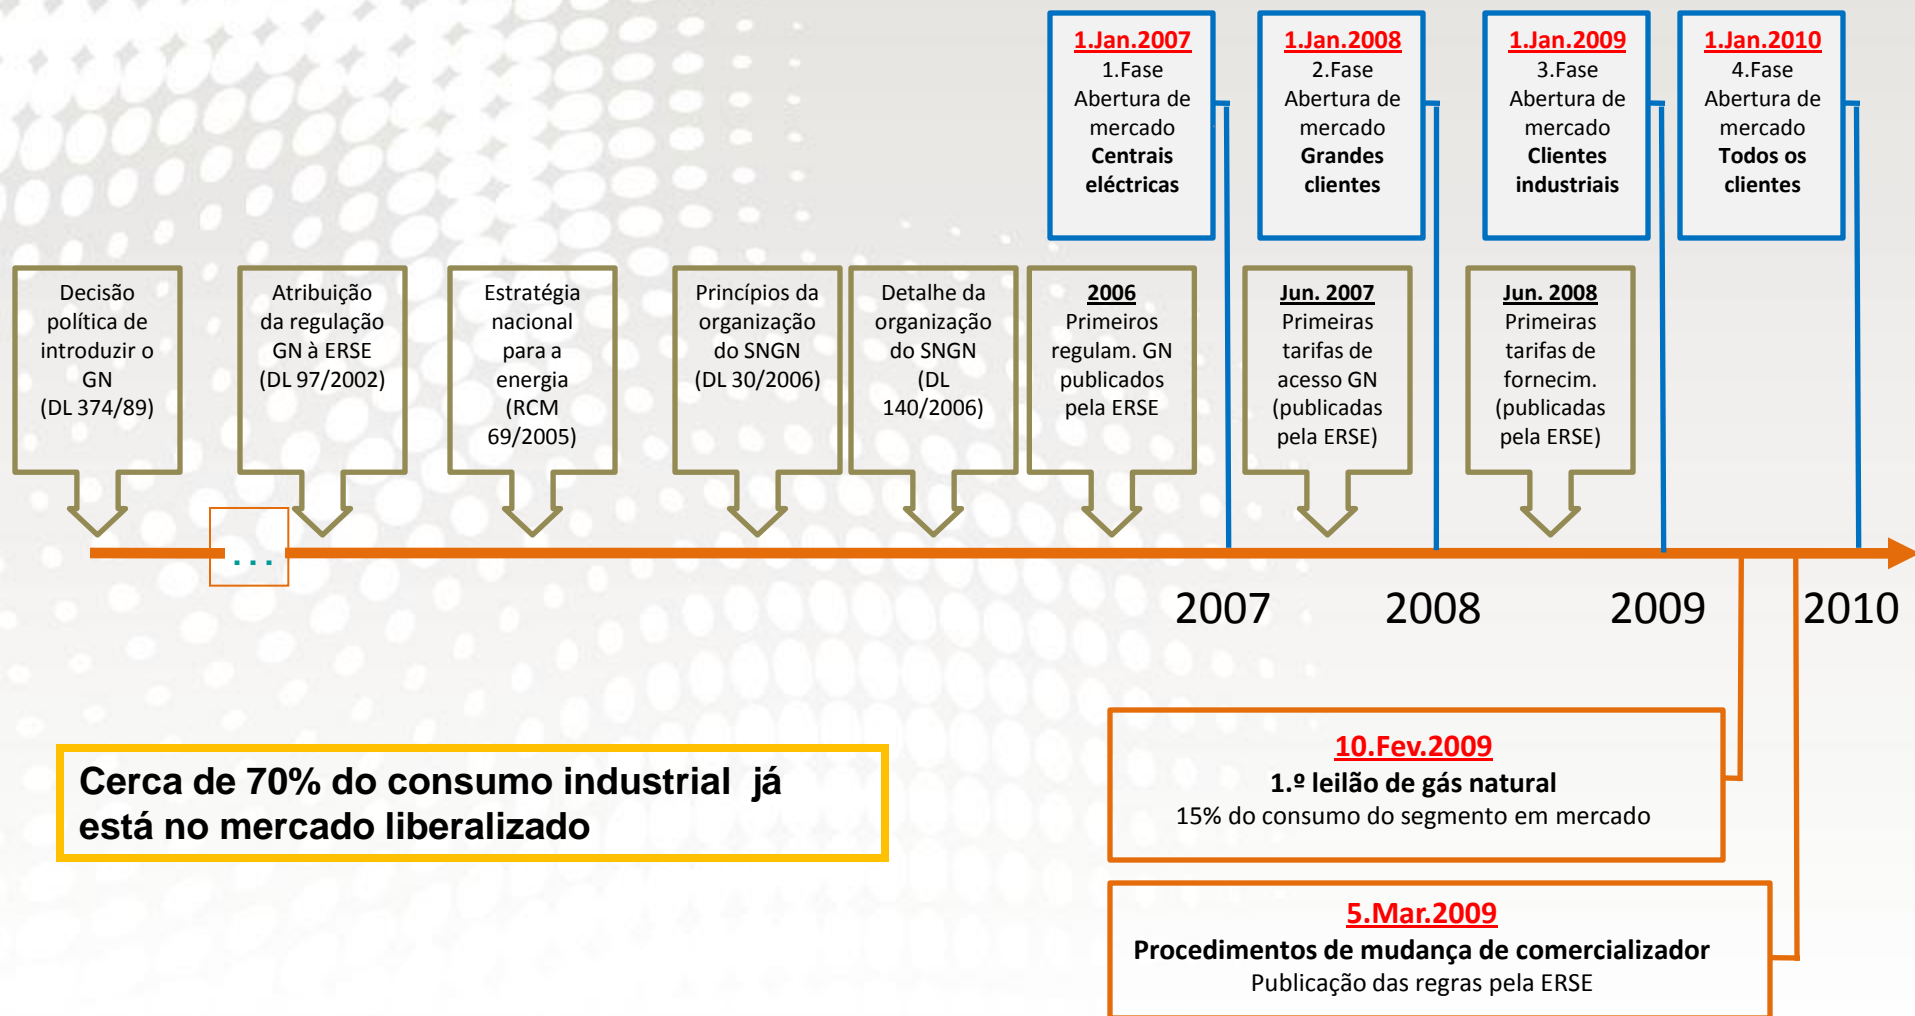 1.Jan.2007
1.Fase
Abertura de
mercado
Centrais
eléctricas
1.Jan.2008
2.Fase
Abertura de
mercado
Grandes
clientes
1.Jan.2009
3.Fase
Abertura de
mercado
Clientes
industriais
1.Jan.2010
4.Fase
Abertura de
mercado
Todos os
clientes
Decisão
política de
introduzir o
GN
(DL 374/89)
Atribuição
da regulação
GN à ERSE
(DL 97/2002)
Estratégia
nacional
para a
energia
(RCM
69/2005)
Princípios da
organização
do SNGN
(DL 30/2006)
Detalhe da
organização
do SNGN
(DL
140/2006)
2006
Primeiros
regulam. GN
publicados
pela ERSE
Jun. 2007
Primeiras
tarifas de
acesso GN
(publicadas
pela ERSE)
Jun. 2008
Primeiras
tarifas de
fornecim.
(publicadas
pela ERSE)
...
2007
2008
2009
2010
Cerca de 70% do consumo industrial já
está no mercado liberalizado
10.Fev.2009
1.º leilão de gás natural
15% do consumo do segmento em mercado
5.Mar.2009
Procedimentos de mudança de comercializador
Publicação das regras pela ERSE